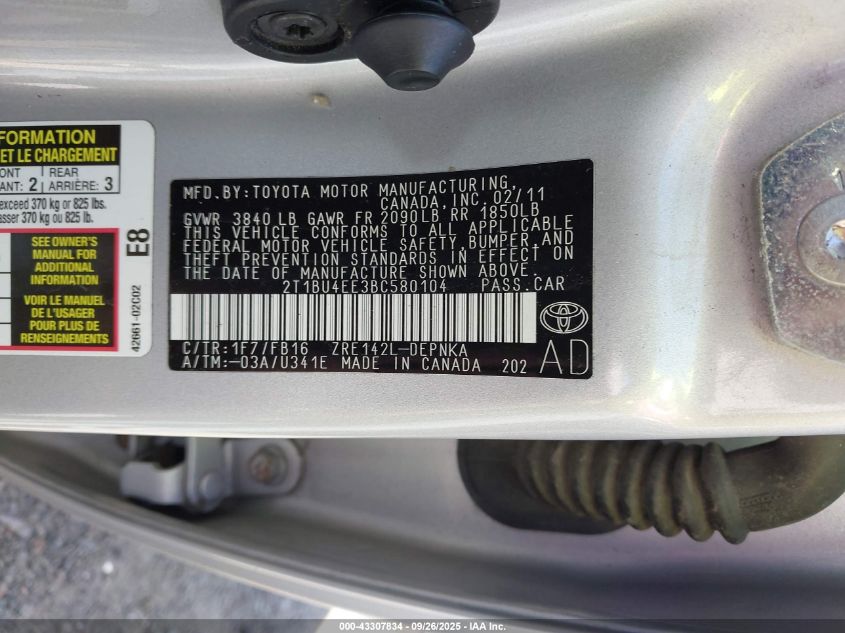 FORMATION
ET LE CHARGEMENT
ONT 2 REAR
ANT: ARRIÈRE: 3
exceed 370 kg or 825 lbs.
asser 370 kg ou 825 lb.
SEE OWNER'S
MANUAL FOR
ADDITIONAL
INFORMATION
VOIR LE MANUEL
DE L'USAGER
POUR PLUS DE
RENSEIGNEMENTS
E8
42661-02C02
MFD.BY:TOYOTA MOTOR MANUFACTURING,
CANADA,INC. 02/11
GVWR 3840 LB GAWR FR 2090LB RR 1850LB
THIS VEHICLE CONFORMS TO ALL APPLICABLE
FEDERAL MOTOR VEHICLE SAFETY,BUMPER,AND
THEFT PREVENTION STANDARDS IN EFFECT ON
THE DATE OF MANUFACTURE SHOWN ABOVE.
2T1BU4EE3BC580104 PASS.CAR
C/TR:1F7/FB16 ZRE142L-DEPNKA
A/TM:-03A/U341E MADE IN CANADA 202
AD
000-43307834 - 09/26/2025 - IAA Inc.